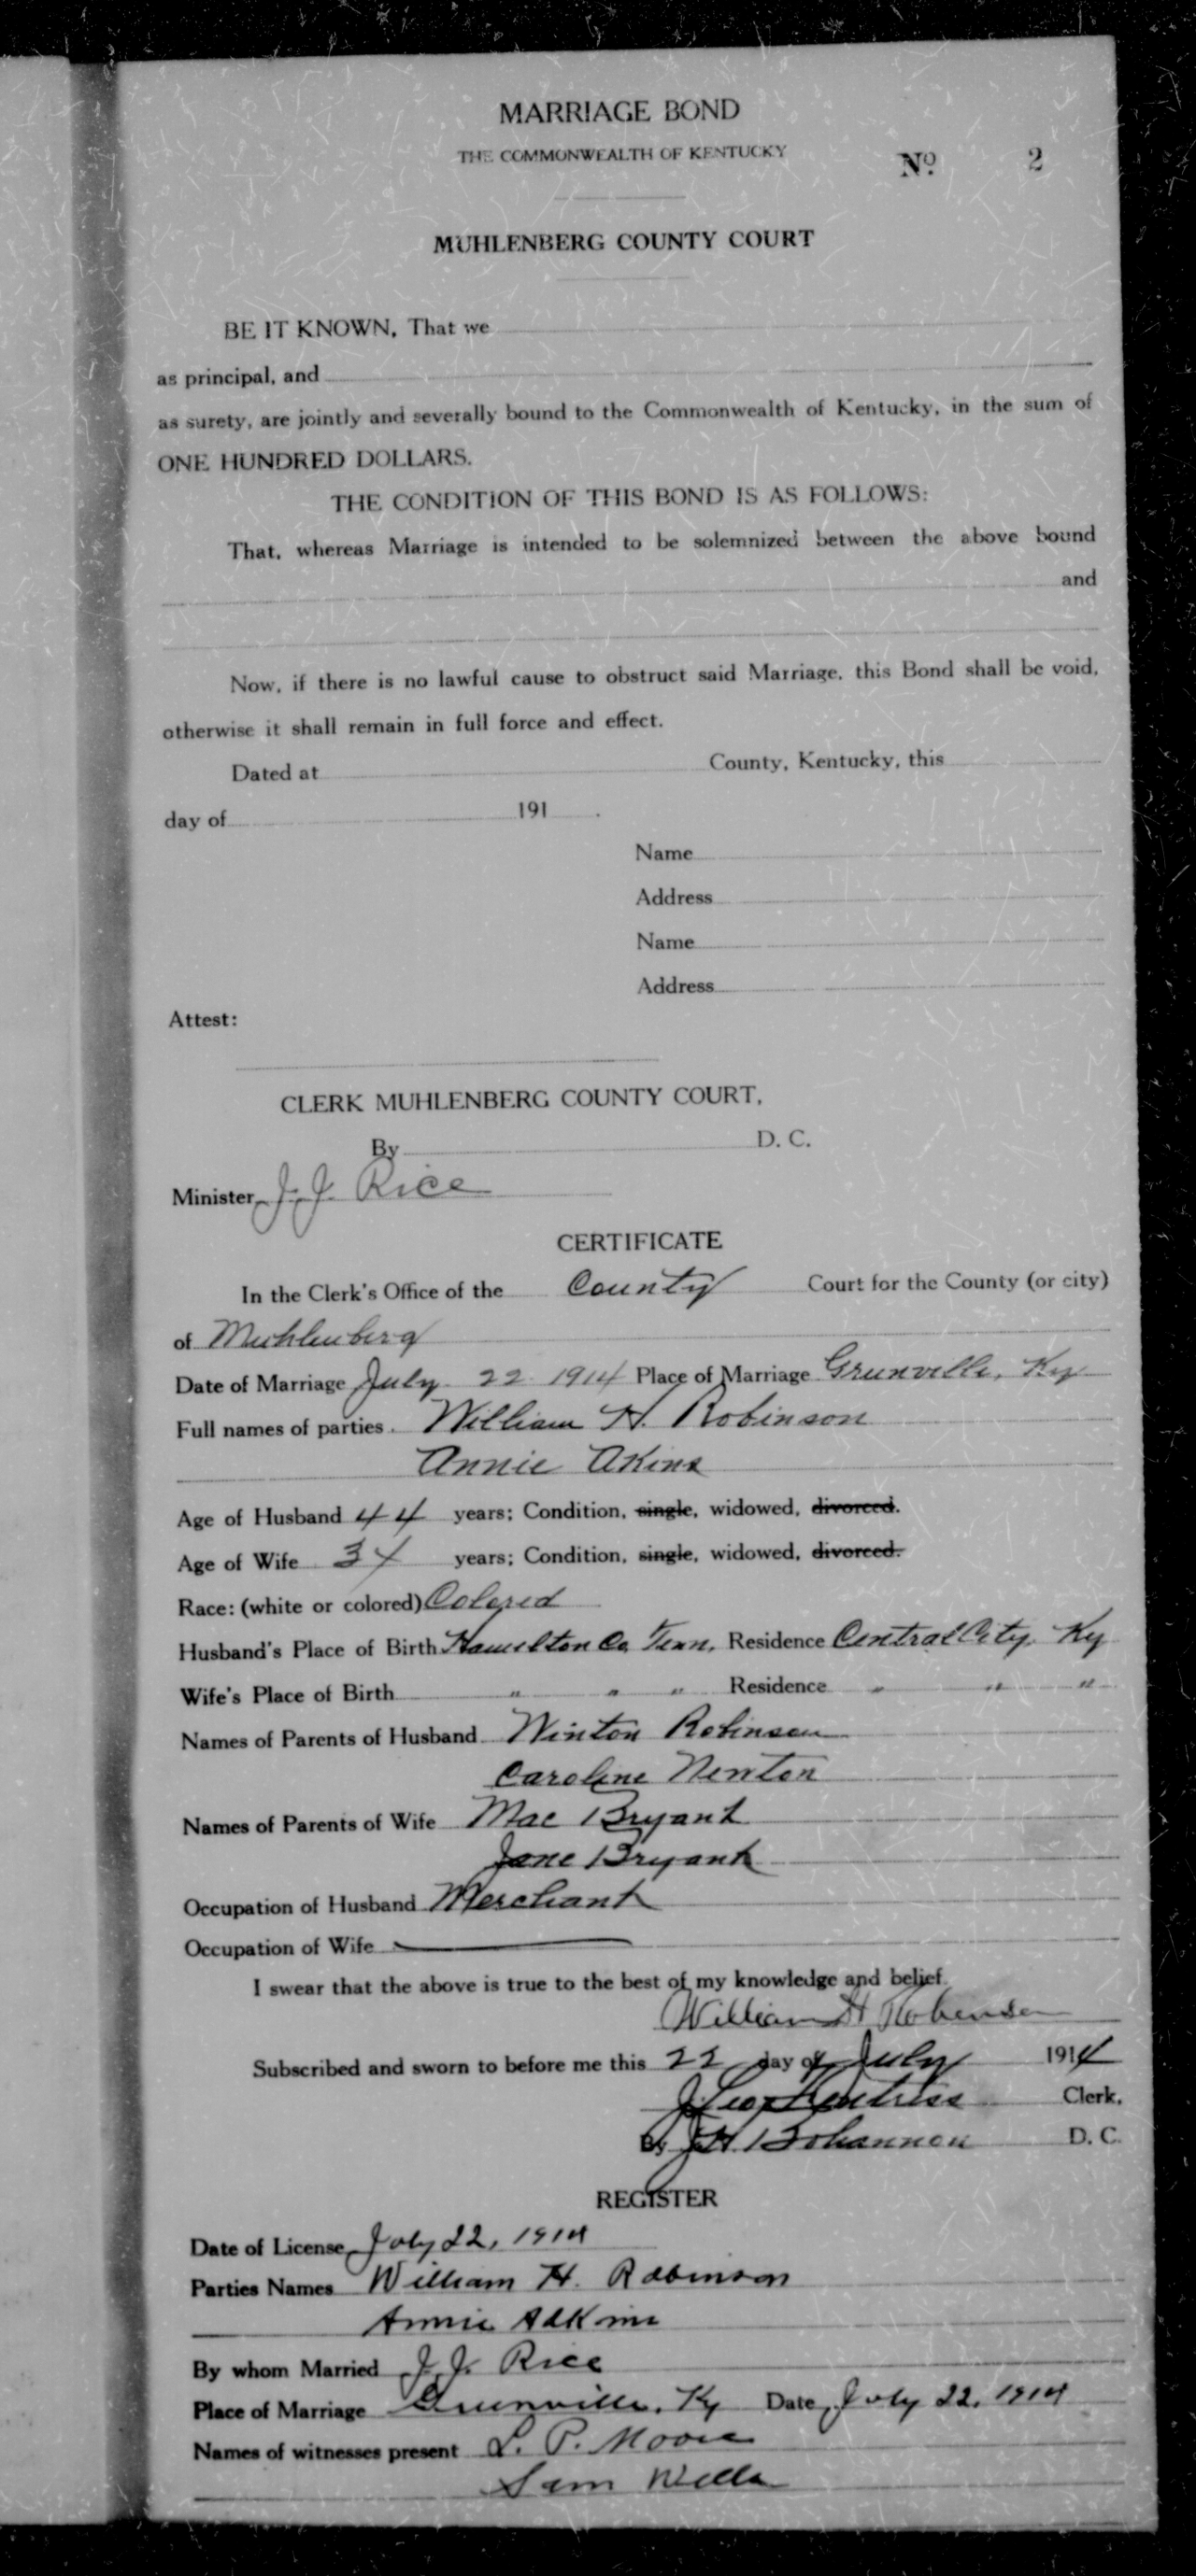 MARRIAGE BOND
THE COMMONWEALTH OF KENTUCKY
No. 2
MUHLENBERG COUNTY COURT
BE IT KNOWN, That we
as principal, and
as surety, are jointly and severally bound to the Commonwealth of Kentucky, in the sum of
ONE HUNDRED DOLLARS.
THE CONDITION OF THIS BOND IS AS FOLLOWS:
That, whereas Marriage is intended to be solemnized between the above bound
and
Now, if there is no lawful cause to obstruct said Marriage, this Bond shall be void,
otherwise it shall remain in full force and effect.
Dated at County, Kentucky, this
day of 191 .
Name
Address
Name
Address
Attest:
CLERK MUHLENBERG COUNTY COURT,
By D. C.
Minister J. J. Rice
CERTIFICATE
In the Clerk's Office of the County Court for the County (or city)
of Muhlenberg
Date of Marriage July 22 1914 Place of Marriage Greenville, Ky
Full names of parties. William H. Robinson
Annie Akins
Age of Husband 44 years; Condition, single, widowed, divorced.
Age of Wife 34 years; Condition, single, widowed, divorced.
Race: (white or colored) Colored
Husband's Place of Birth Hamilton Co Tenn, Residence Central City, Ky
Wife's Place of Birth " " " Residence " " "
Names of Parents of Husband Winton Robinson
Caroline Newton
Names of Parents of Wife Mac Bryant
Jane Bryant
Occupation of Husband Merchant
Occupation of Wife
I swear that the above is true to the best of my knowledge and belief.
William H Robinson
Subscribed and sworn to before me this 22 day of July 1914
Clerk,
By J.H. Bohannon D. C.
REGISTER
Date of License July 22, 1914
Parties Names William H. Robinson
Annie Adkins
By whom Married J. J. Rice
Place of Marriage Greenville, Ky Date July 22, 1914
Names of witnesses present L. P. Moore
Sam Wells